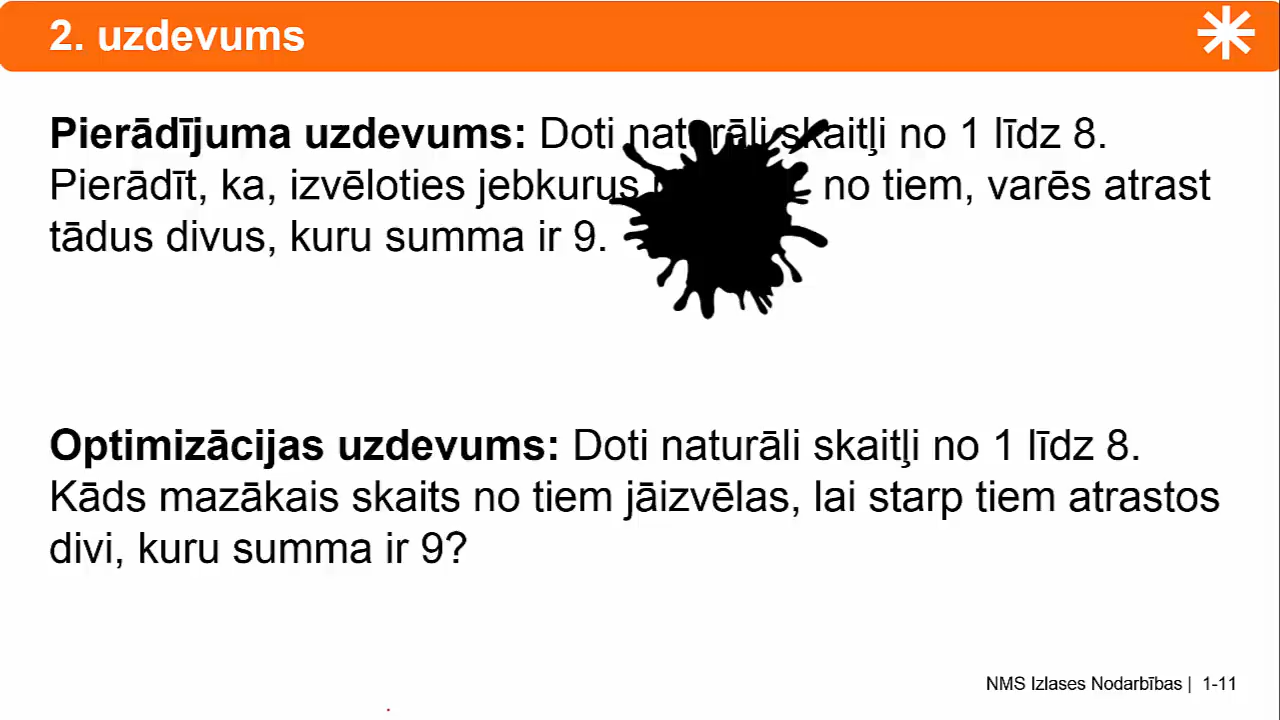 2. uzdevums
Pierādījuma uzdevums: Doti naturāli skaitļi no 1 līdz 8.
Pierādīt, ka, izvēloties jebkurus no tiem, varēs atrast
tādus divus, kuru summa ir 9.
Optimizācijas uzdevums: Doti naturāli skaitļi no 1 līdz 8.
Kāds mazākais skaits no tiem jāizvēlas, lai starp tiem atrastos
divi, kuru summa ir 9?
NMS Izlases Nodarbības | 1-11